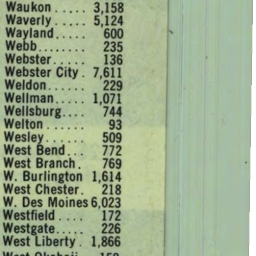 Waukon ..... 3,158
Waverly ..... 5,124
Wayland ..... 600
Webb ........ 235
Webster ..... 136
Webster City . 7,611
Weldon ...... 229
Wellman ..... 1,071
Wellsburg.... 744
Welton ...... 93
Wesley ...... 509
West Bend ... 772
West Branch . 769
W. Burlington 1,614
West Chester . 218
W. Des Moines 6,023
Westfield .... 172
Westgate..... 226
West Liberty . 1,866
West